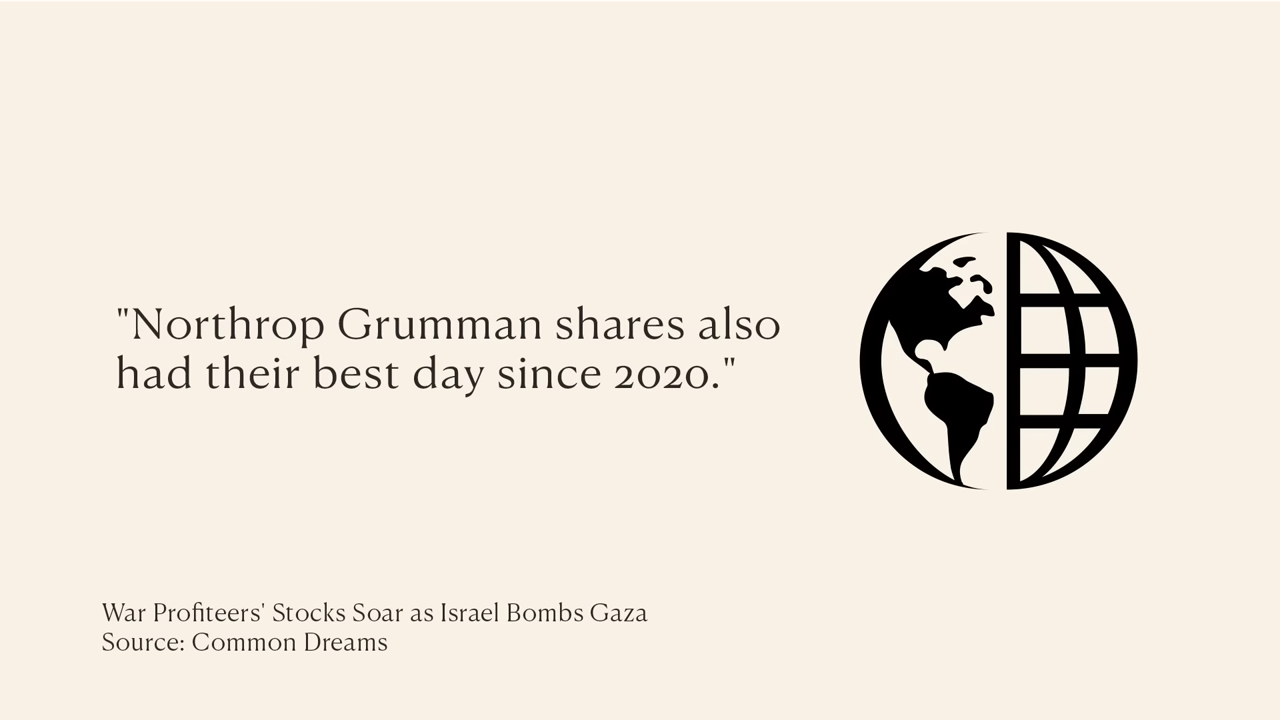 "Northrop Grumman shares also
had their best day since 2020."
War Profiteers' Stocks Soar as Israel Bombs Gaza
Source: Common Dreams